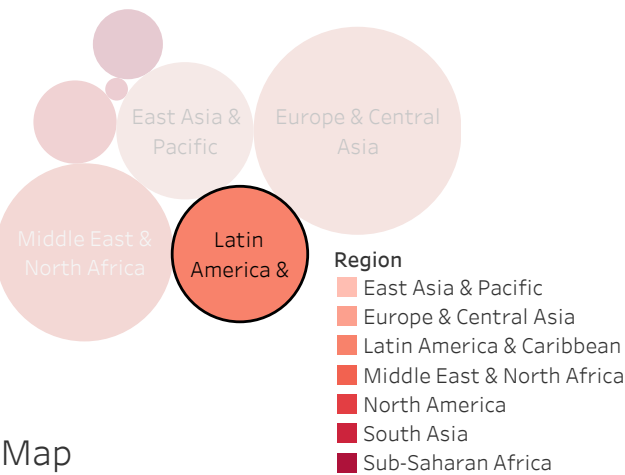 East Asia &
Pacific
Europe & Central
Asia
Middle East &
North Africa
Latin
America &
Region
East Asia & Pacific
Europe & Central Asia
Latin America & Caribbean
Middle East & North Africa
North America
South Asia
Sub-Saharan Africa
Map